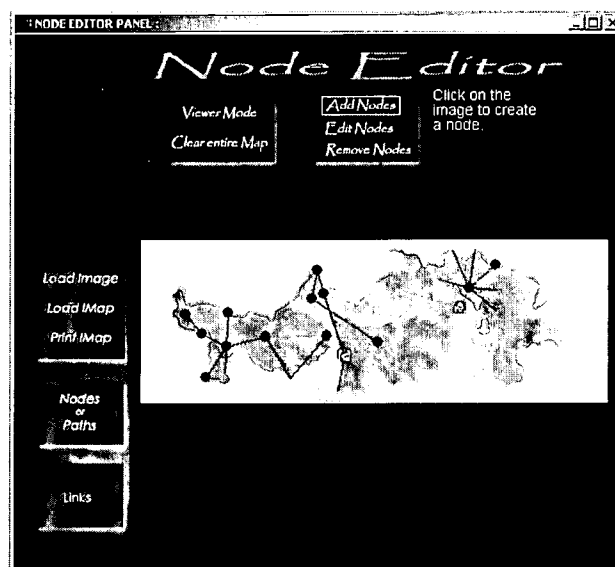 NODE EDITOR PANEL
Node Editor
Viewer Mode
Clear entire Map
Add Nodes
Edit Nodes
Remove Nodes
Click on the
image to create
a node.
Load Image
Load IMap
Print IMap
Nodes
or
Paths
Links